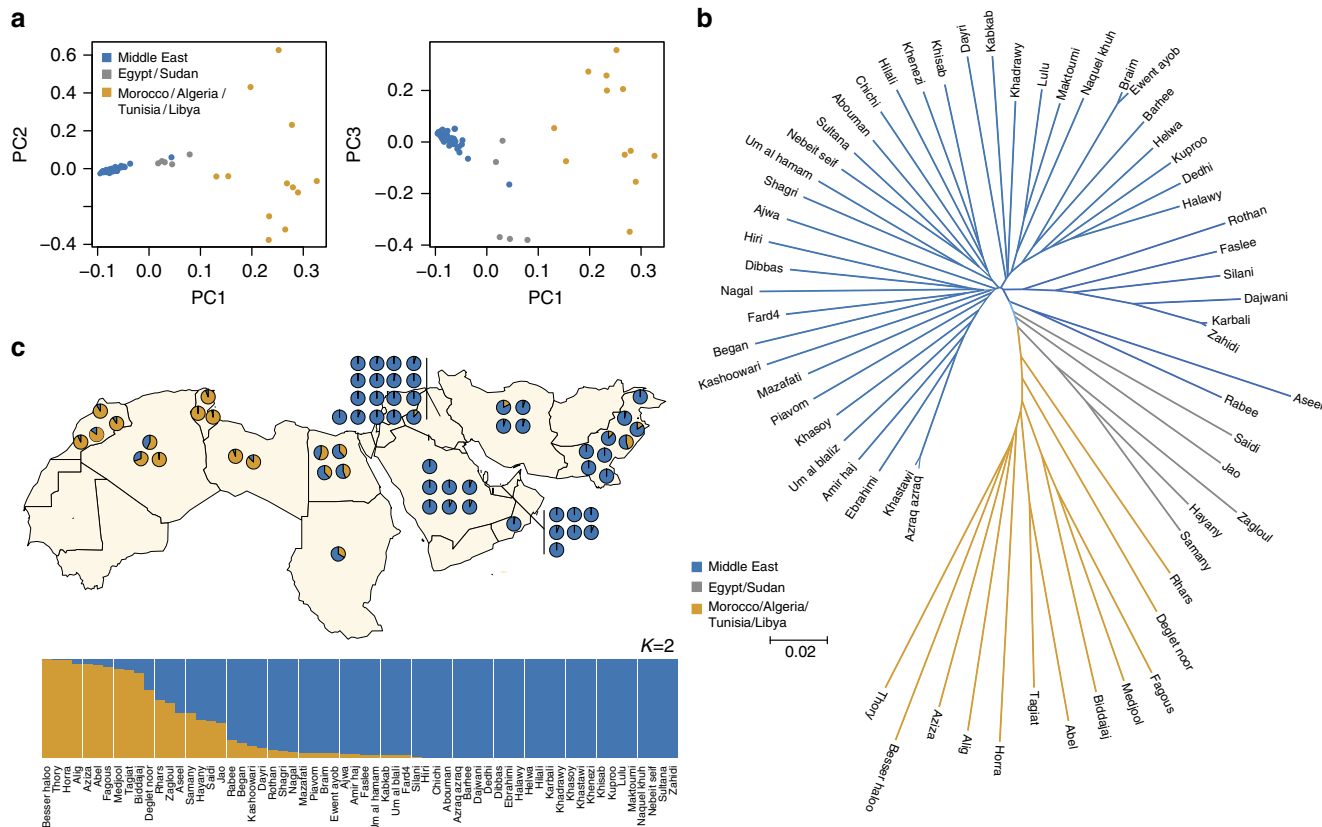 a
PC2
0.6
0.4
0.2
0.0
−0.4
−0.1
0.0
0.1
0.2
0.3
PC1
Middle East
Egypt/Sudan
Morocco/Algeria/
Tunisia/Libya
PC3
0.2
0.0
−0.2
−0.4
−0.1
0.0
0.1
0.2
0.3
PC1
b
Kabkab
Dayri
Khisab
Khenezi
Hilali
Chichi
Abouman
Sultana
Nebeit seif
Um al hamam
Shagri
Ajwa
Hiri
Dibbas
Nagal
Fard4
Began
Kashoowari
Mazafati
Piavom
Khasoy
Um al blaliz
Amir haj
Ebrahimi
Khastawi
Azraq azraq
Khadrawy
Lulu
Maktoumi
Naquel khuh
Braim
Ewent ayob
Barhee
Helwa
Kuproo
Dedhi
Halawy
Rothan
Faslee
Silani
Dajwani
Karbali
Zahidi
Aseel
Rabee
Saidi
Jao
Zagloul
Hayany
Samany
Rhars
Deglet noor
Fagous
Medjool
Biddajaj
Abel
Tagiat
Horra
Alig
Aziza
Besser haloo
Thory
Middle East
Egypt/Sudan
Morocco/Algeria/
Tunisia/Libya
0.02
c
K=2
Besser haloo
Thory
Horra
Alig
Aziza
Abel
Fagous
Medjool
Tagiat
Biddajaj
Deglet noor
Rhars
Zagloul
Aseel
Samany
Hayany
Saidi
Jao
Rabee
Began
Kashoowari
Dayri
Rothan
Shagri
Nagal
Mazafati
Piavom
Braim
Ewent ayob
Ajwa
Amir haj
Faslee
Um al hamam
Kabkab
Um al blali
Fard4
Silani
Hiri
Chichi
Abouman
Azraq azraq
Barhee
Dajwani
Dedhi
Dibbas
Ebrahimi
Halawy
Helwa
Hilali
Karbali
Khadrawy
Khasoy
Khastawi
Khenezi
Khisab
Kuproo
Lulu
Maktoumi
Naquel khuh
Nebeit seif
Sultana
Zahidi